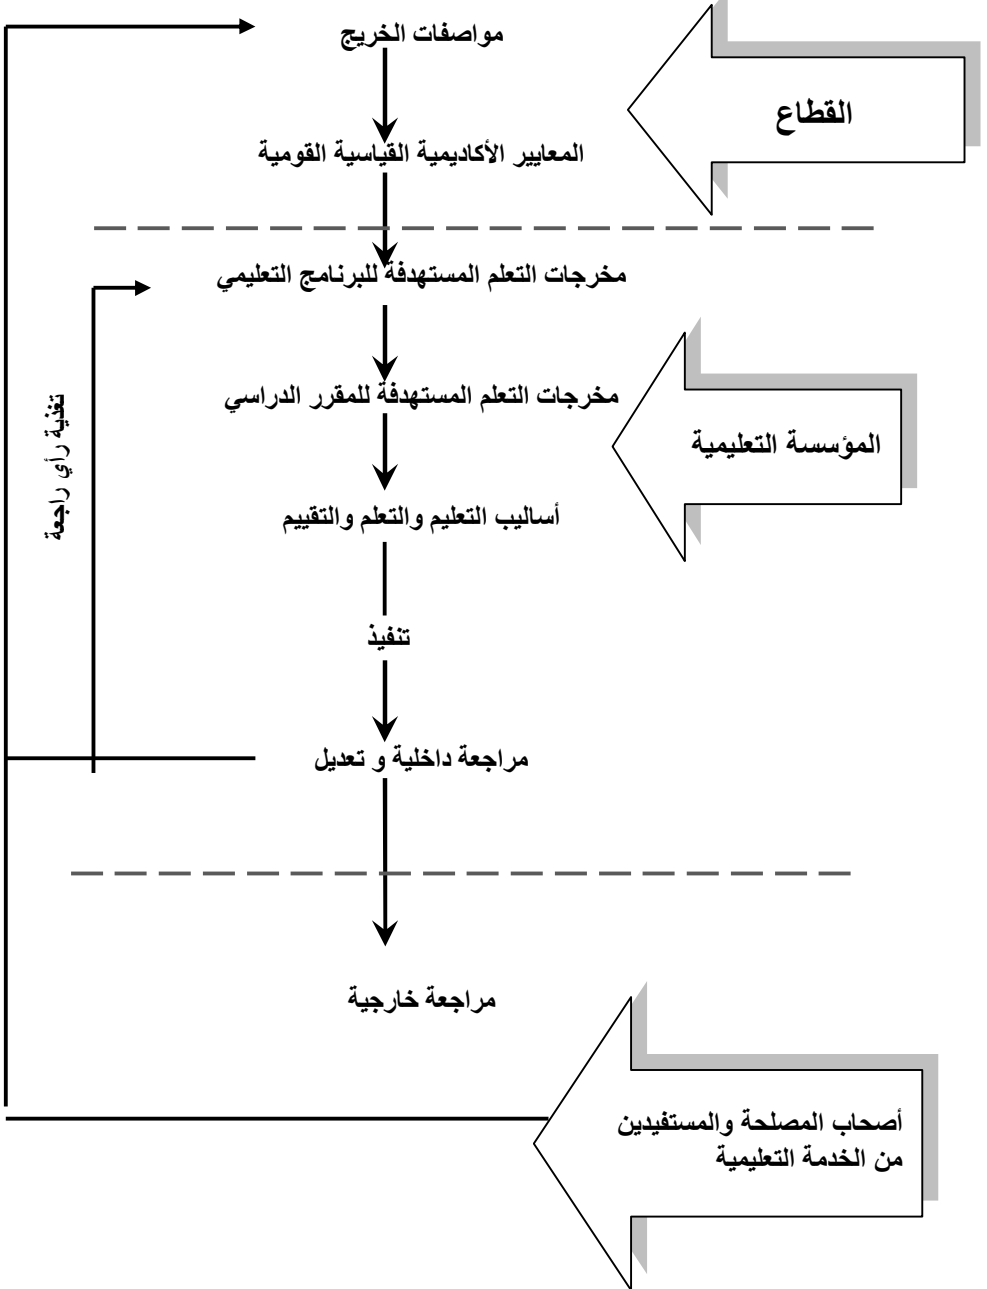 مواصفات الخريج
القطاع
المعايير الأكاديمية القياسية القومية
مخرجات التعلم المستهدفة للبرنامج التعليمي
مخرجات التعلم المستهدفة للمقرر الدراسي
المؤسسة التعليمية
تغذية رأي راجعة
أساليب التعليم والتعلم والتقييم
تنفيذ
مراجعة داخلية و تعديل
مراجعة خارجية
أصحاب المصلحة والمستفيدين
من الخدمة التعليمية